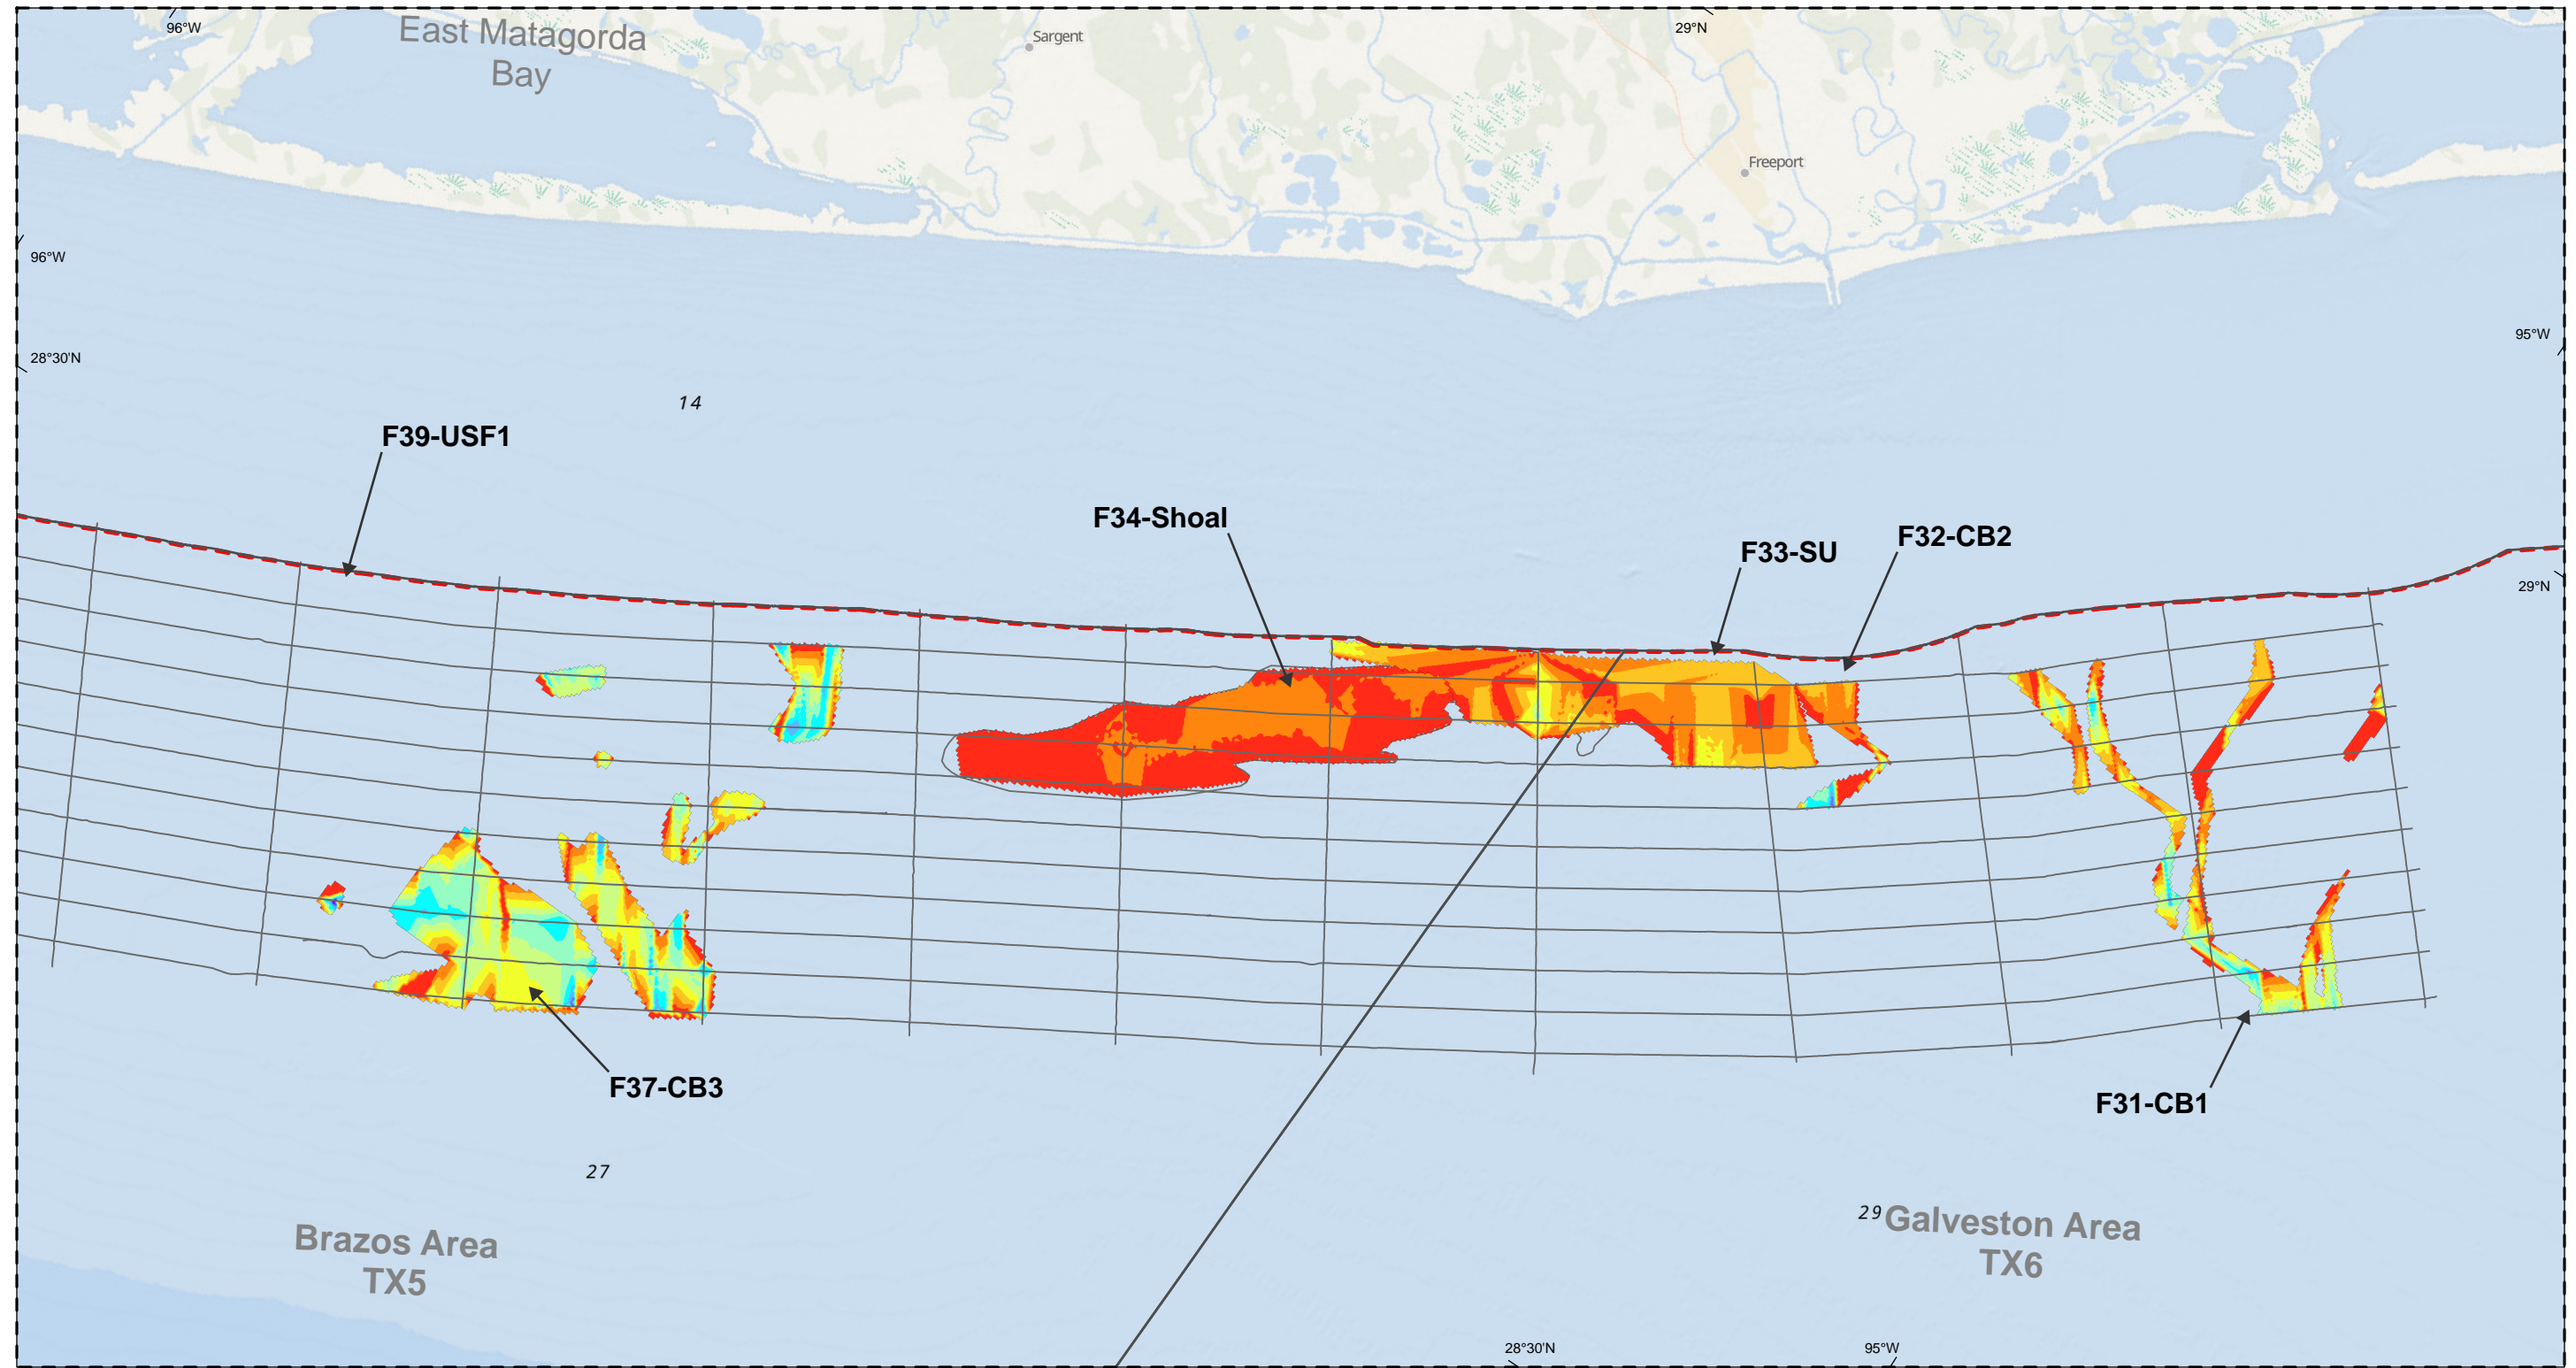 96°W
East Matagorda
Bay
Sargent
29°N
Freeport
96°W
28°30'N
95°W
14
F39-USF1
F34-Shoal
F33-SU
F32-CB2
29°N
F37-CB3
F31-CB1
27
29
Brazos Area
TX5
Galveston Area
TX6
28°30'N
95°W